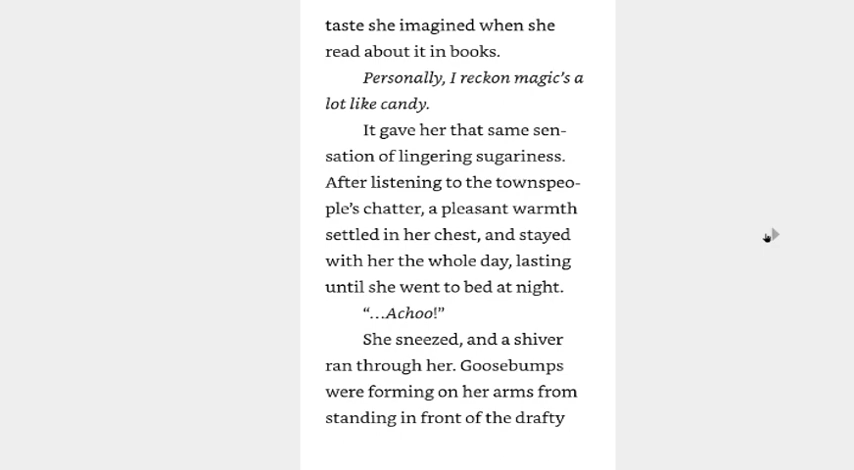 taste she imagined when she
read about it in books.
Personally, I reckon magic's a
lot like candy.
It gave her that same sen-
sation of lingering sugariness.
After listening to the townspeo-
ple's chatter, a pleasant warmth
settled in her chest, and stayed
with her the whole day, lasting
until she went to bed at night.
“…Achoo!”
She sneezed, and a shiver
ran through her. Goosebumps
were forming on her arms from
standing in front of the drafty